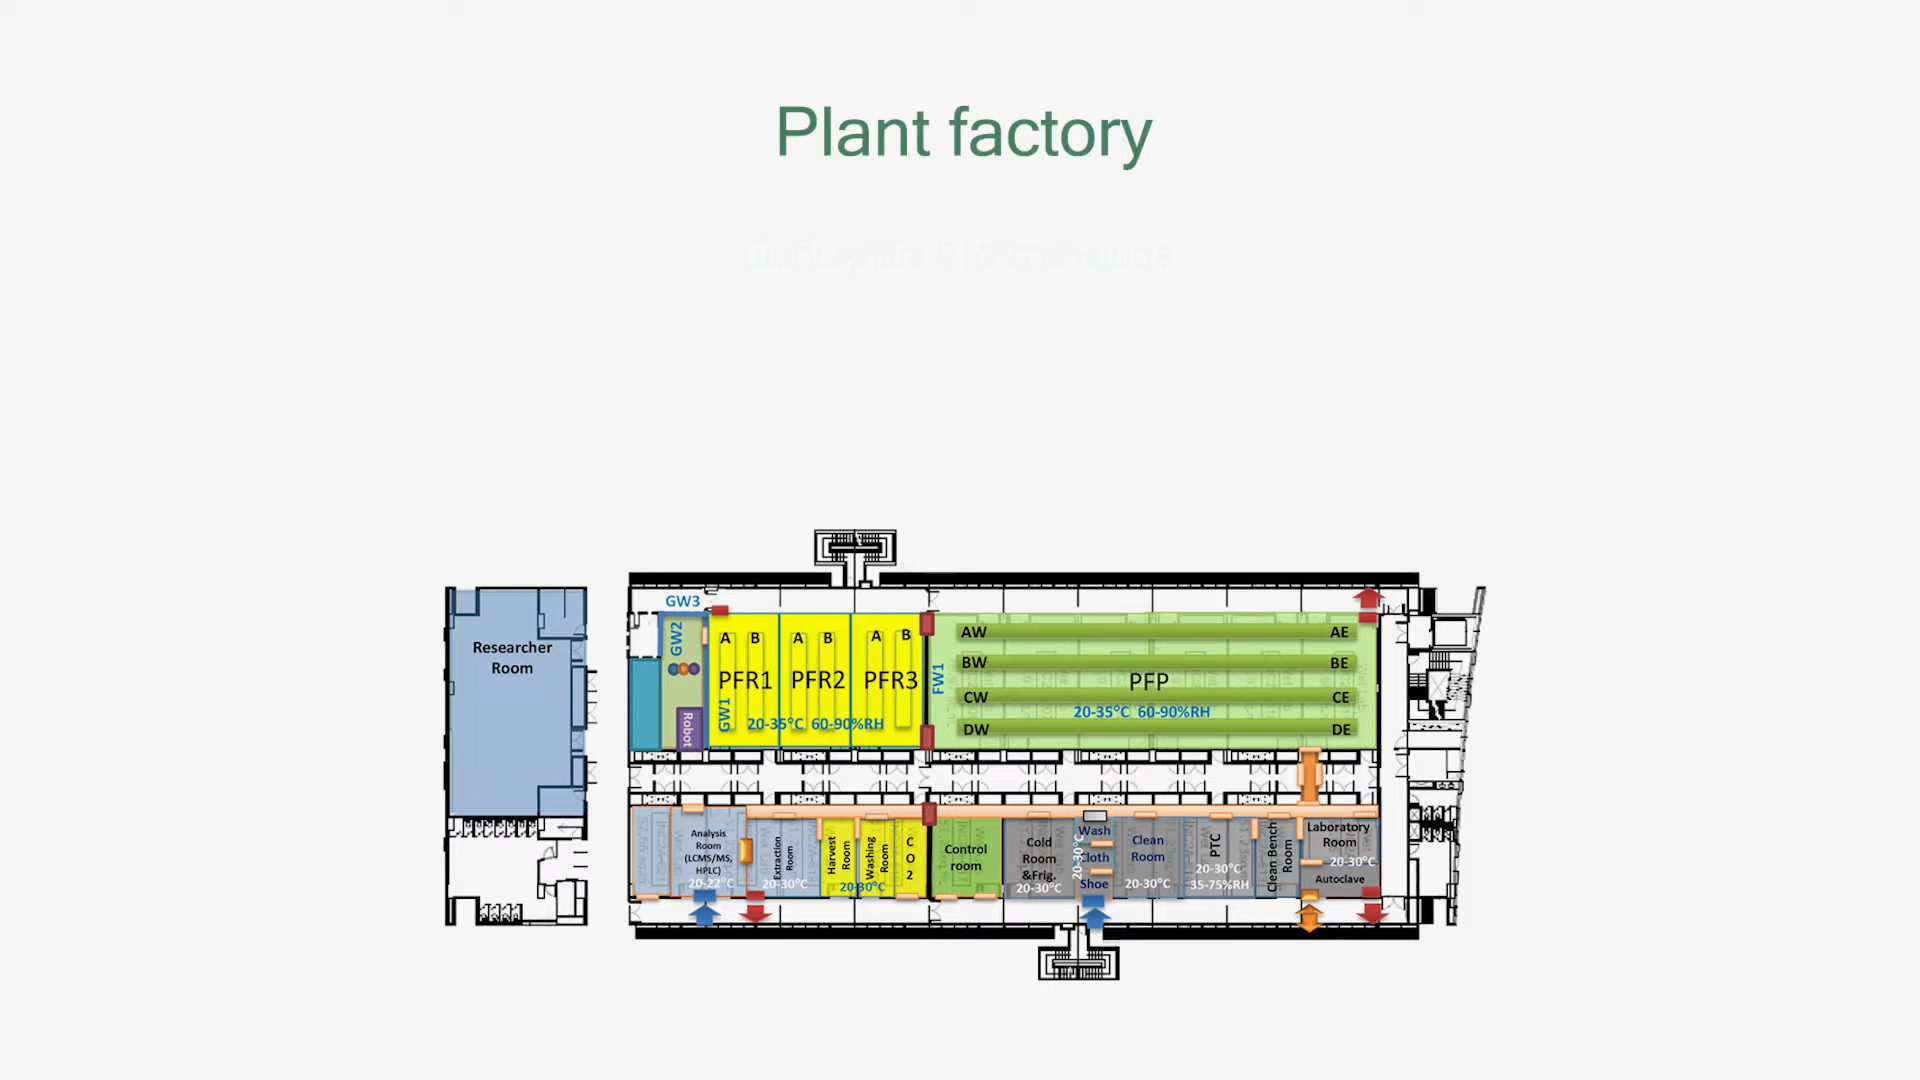 Plant factory
Researcher
Room
GW3
GW2
GW1
Robot
A B
A B
A B
PFR1
PFR2
PFR3
20-35°C 60-90%RH
FW1
AW
AE
BW
BE
PFP
CW
CE
20-35°C 60-90%RH
DW
DE
Analysis
Room
(LCMS/MS,
HPLC)
20-22°C
Extraction
Room
20-30°C
Harvest
Room
Washing
Room
20-30°C
C
O
2
Control
room
Cold
Room
&Frig.
20-30°C
20-30°C
Wash
Cloth
Shoe
Clean
Room
20-30°C
PTC
20-30°C
35-75%RH
Clean Bench
Room
Laboratory
Room
20-30°C
Autoclave